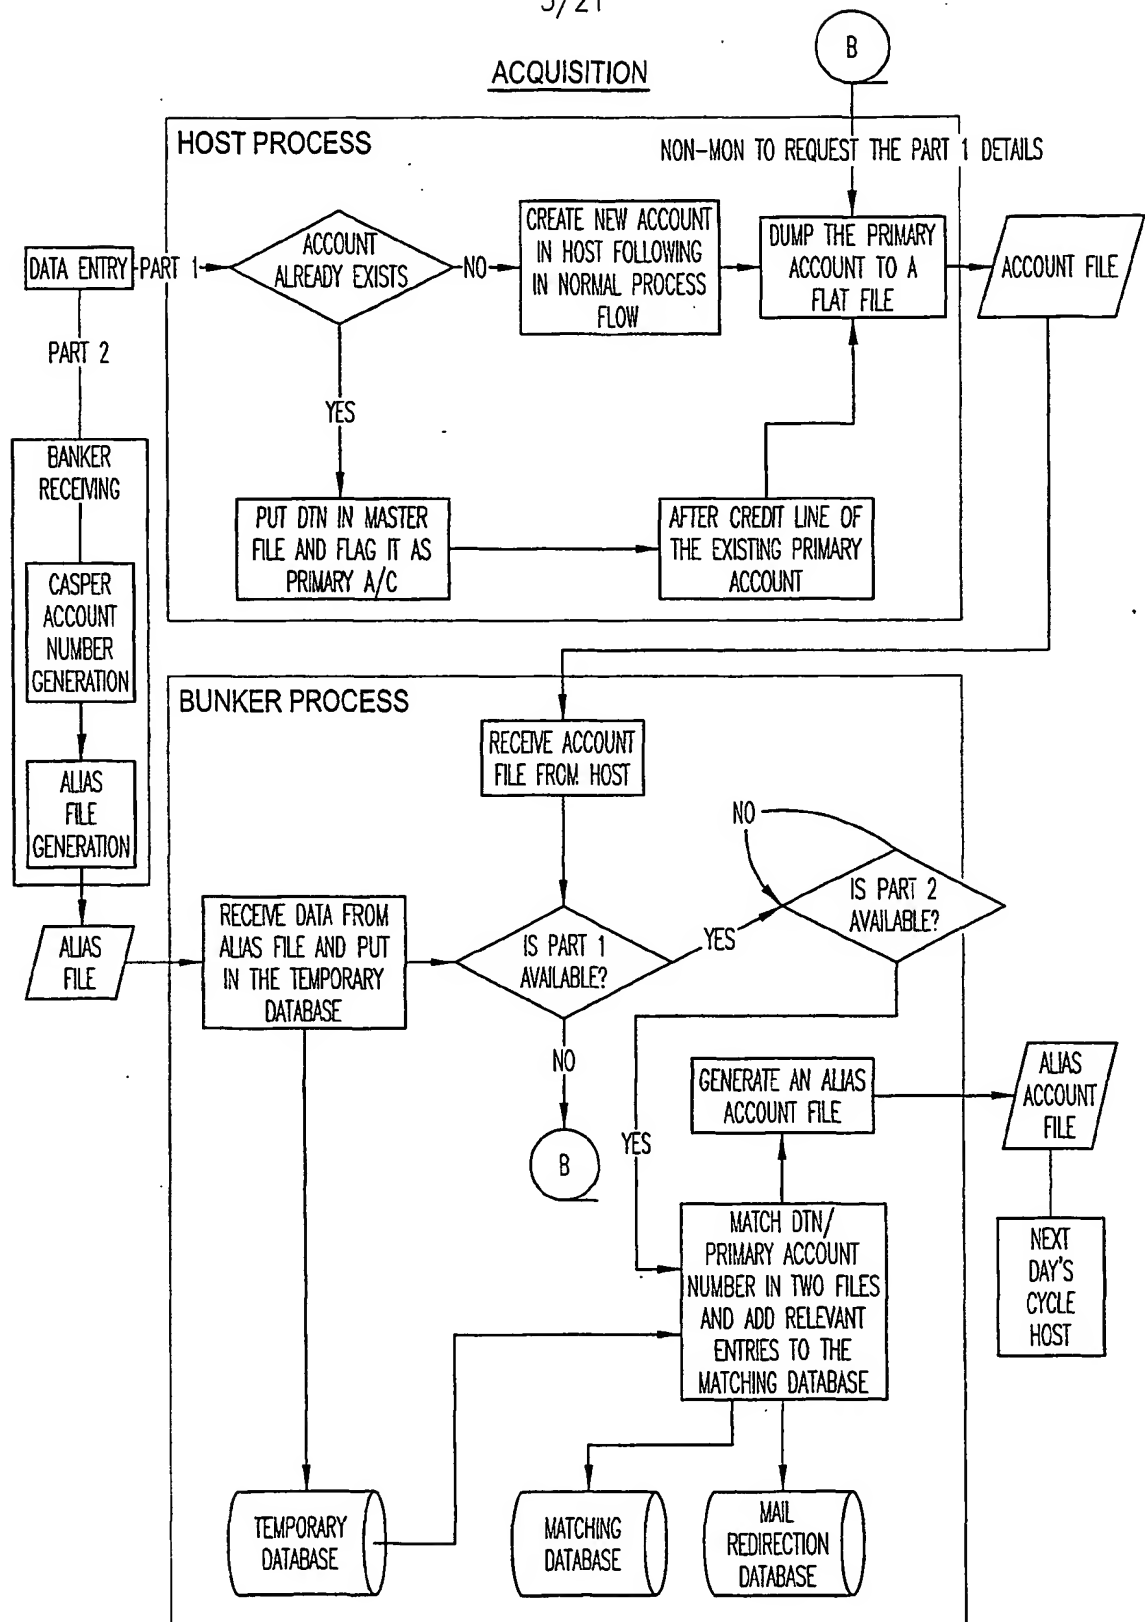 5/21
B
ACQUISITION
HOST PROCESS
NON-MON TO REQUEST THE PART 1 DETAILS
DATA ENTRY
PART 1
ACCOUNT
ALREADY EXISTS
NO
CREATE NEW ACCOUNT
IN HOST FOLLOWING
IN NORMAL PROCESS
FLOW
DUMP THE PRIMARY
ACCOUNT TO A
FLAT FILE
ACCOUNT FILE
PART 2
YES
BANKER
RECEIVING
PUT DTN IN MASTER
FILE AND FLAG IT AS
PRIMARY A/C
AFTER CREDIT LINE OF
THE EXISTING PRIMARY
ACCOUNT
CASPER
ACCOUNT
NUMBER
GENERATION
BUNKER PROCESS
RECEIVE ACCOUNT
FILE FROM HOST
ALIAS
FILE
GENERATION
NO
IS PART 2
AVAILABLE?
ALIAS
FILE
RECEIVE DATA FROM
ALIAS FILE AND PUT
IN THE TEMPORARY
DATABASE
IS PART 1
AVAILABLE?
YES
NO
B
YES
GENERATE AN ALIAS
ACCOUNT FILE
ALIAS
ACCOUNT
FILE
MATCH DTN/
PRIMARY ACCOUNT
NUMBER IN TWO FILES
AND ADD RELEVANT
ENTRIES TO THE
MATCHING DATABASE
NEXT
DAY'S
CYCLE
HOST
TEMPORARY
DATABASE
MATCHING
DATABASE
MAIL
REDIRECTION
DATABASE